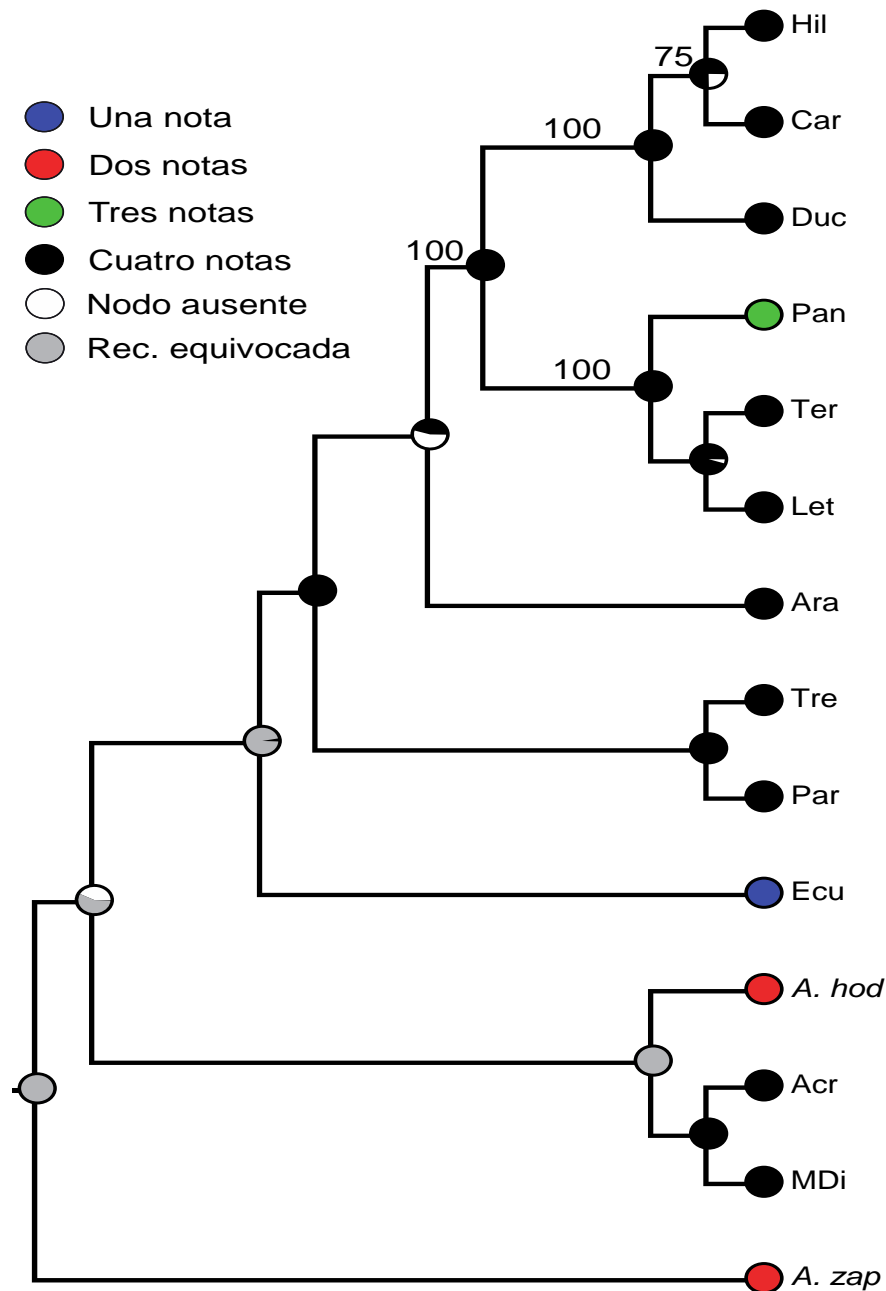 Una nota
Dos notas
Tres notas
Cuatro notas
Nodo ausente
Rec. equivocada
75
100
100
100
Hil
Car
Duc
Pan
Ter
Let
Ara
Tre
Par
Ecu
A. hod
Acr
MDi
A. zap